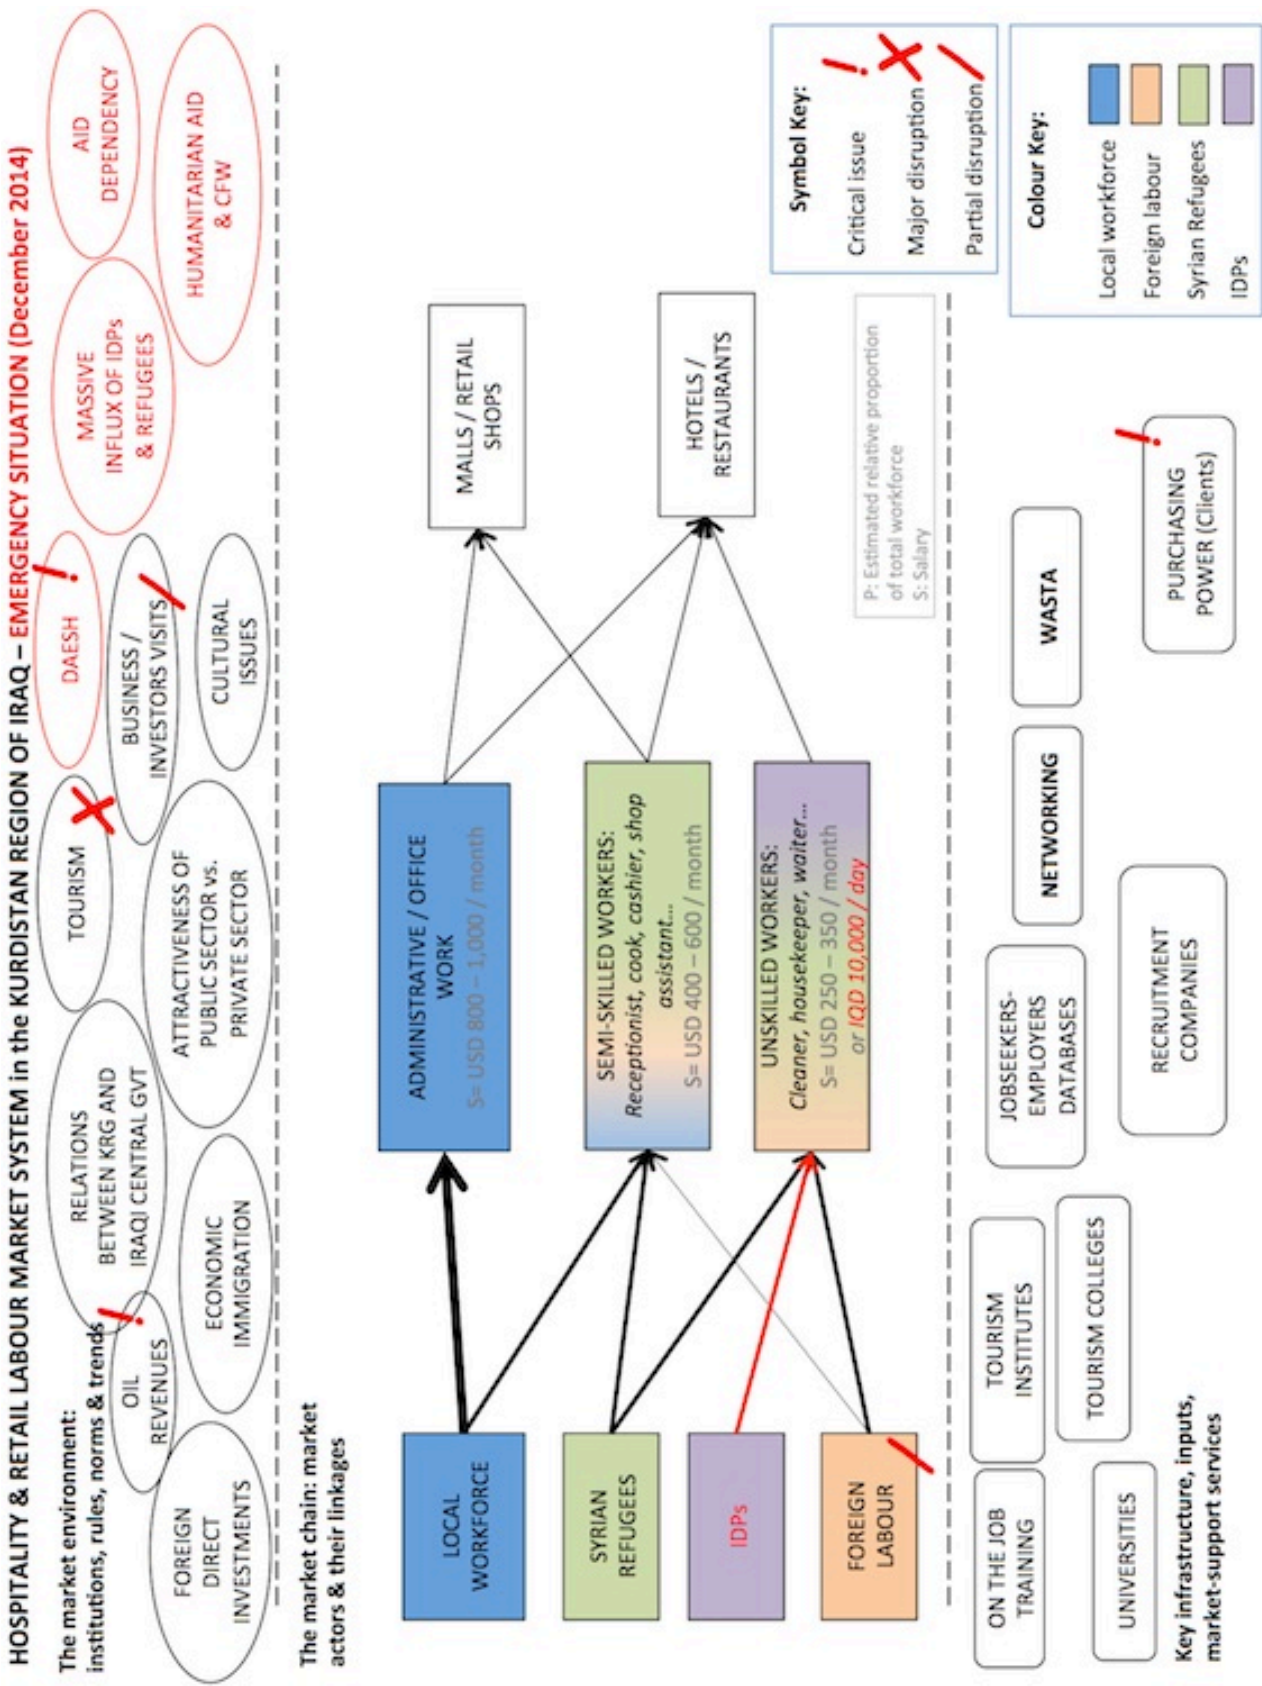 HOSPITALITY & RETAIL LABOUR MARKET SYSTEM in the KURDISTAN REGION OF IRAQ – EMERGENCY SITUATION (December 2014)
The market environment:
institutions, rules, norms & trends
FOREIGN
DIRECT
INVESTMENTS
OIL
REVENUES
RELATIONS
BETWEEN KRG AND
IRAQI CENTRAL GVT
ECONOMIC
IMMIGRATION
TOURISM
ATTRACTIVENESS OF
PUBLIC SECTOR vs.
PRIVATE SECTOR
DAESH
BUSINESS /
INVESTORS VISITS
CULTURAL
ISSUES
MASSIVE
INFLUX OF IDPs
& REFUGEES
AID
DEPENDENCY
HUMANITARIAN AID
& CFW
The market chain: market
actors & their linkages
LOCAL
WORKFORCE
SYRIAN
REFUGEES
IDPs
FOREIGN
LABOUR
ADMINISTRATIVE / OFFICE
WORK
S= USD 800 – 1,000 / month
SEMI-SKILLED WORKERS:
Receptionist, cook, cashier, shop
assistant...
S= USD 400 – 600 / month
UNSKILLED WORKERS:
Cleaner, housekeeper, waiter...
S= USD 250 – 350 / month
or IQD 10,000 / day
MALLS / RETAIL
SHOPS
HOTELS /
RESTAURANTS
P: Estimated relative proportion
of total workforce
S: Salary
Symbol Key:
Critical issue !
Major disruption
Partial disruption
Colour Key:
Local workforce
Foreign labour
Syrian Refugees
IDPs
ON THE JOB
TRAINING
TOURISM
INSTITUTES
JOBSEEKERS-
EMPLOYERS
DATABASES
NETWORKING
WASTA
UNIVERSITIES
TOURISM COLLEGES
RECRUITMENT
COMPANIES
PURCHASING
POWER (Clients)
Key infrastructure, inputs,
market-support services